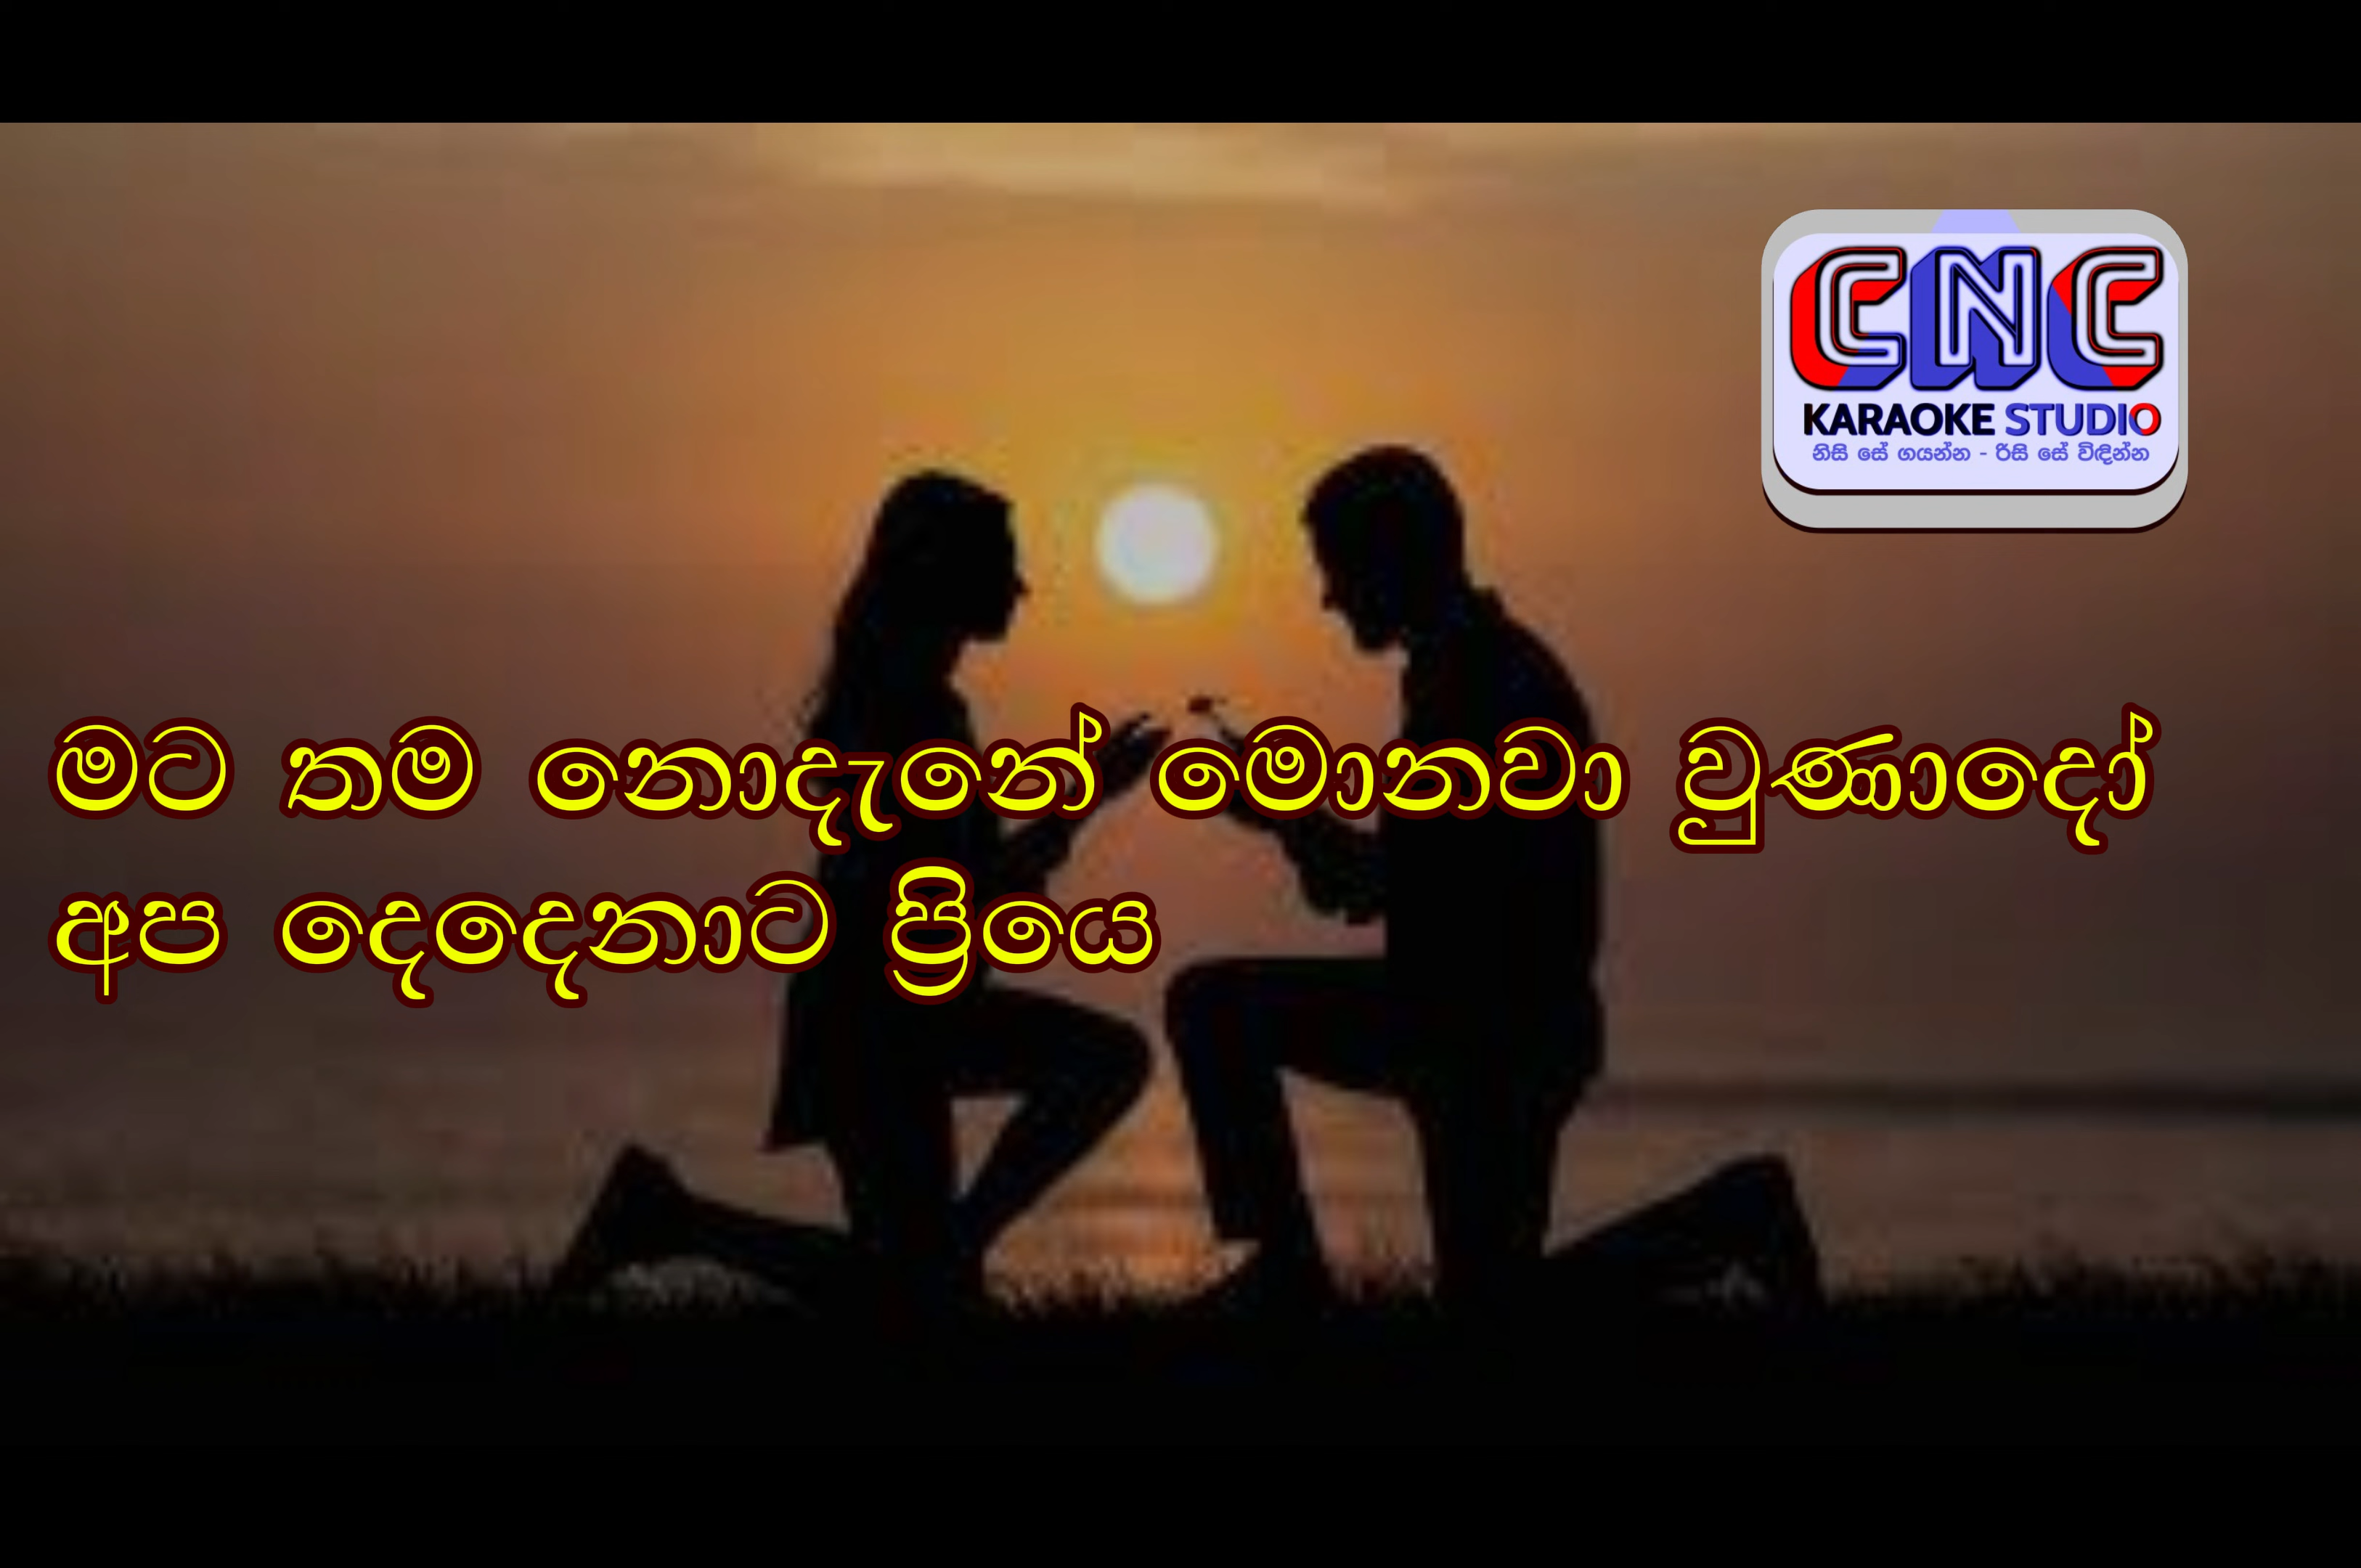 CNC
KARAOKE STUDIO
නිසි සේ ගයන්න - රිසි සේ විඳින්න
මට තම නොදැනේ මොනවා වුණාදෝ
අප දෙදෙනාට ප්‍රියෙ